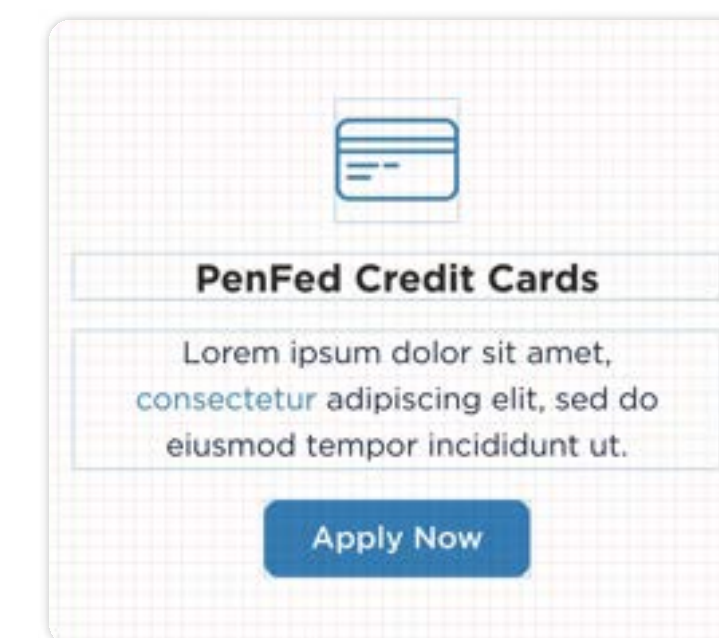 PenFed Credit Cards
Lorem ipsum dolor sit amet,
consectetur adipiscing elit, sed do
eiusmod tempor incididunt ut.
Apply Now